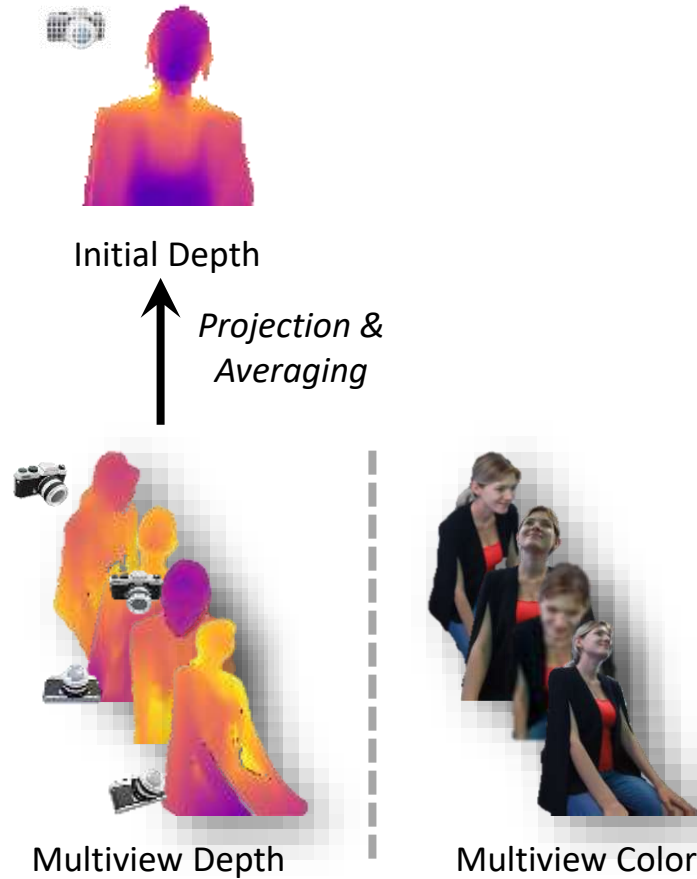 Initial Depth
Projection &
Averaging
Multiview Depth
Multiview Color